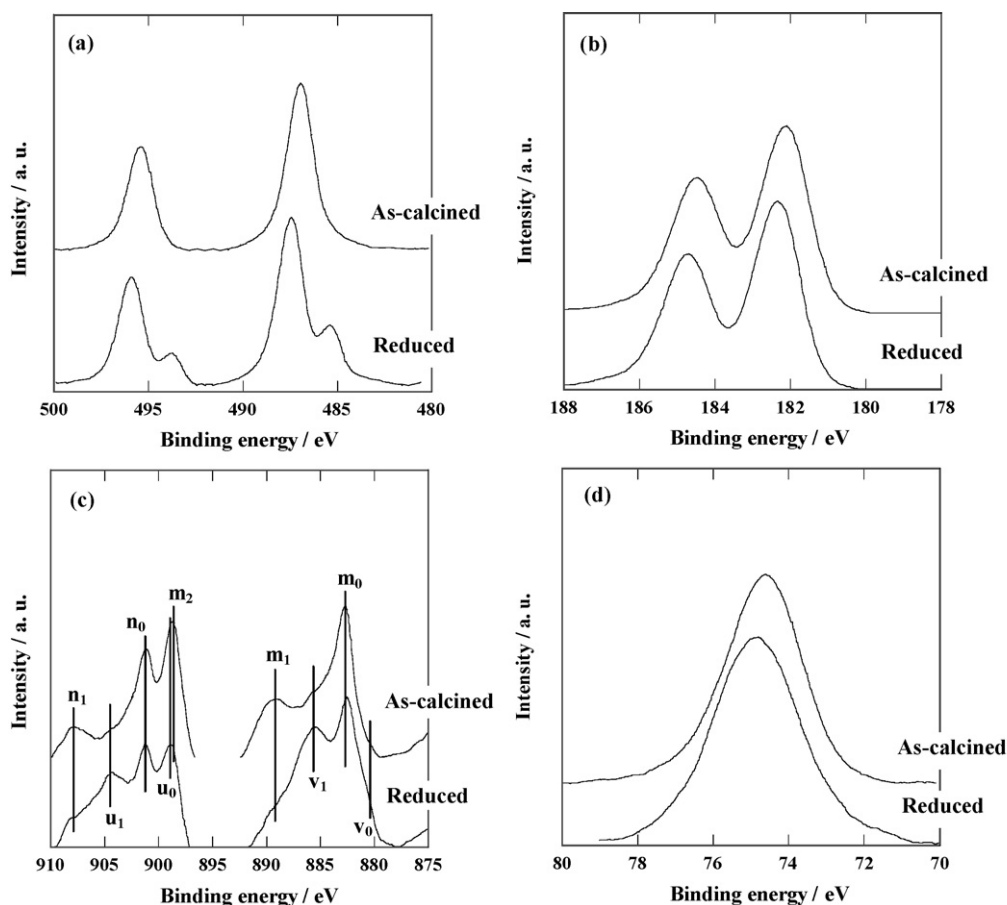 (a)
Intensity / a. u.
As-calcined
Reduced
500 495 490 485 480
Binding energy / eV
(b)
Intensity / a. u.
As-calcined
Reduced
188 186 184 182 180 178
Binding energy / eV
(c)
Intensity / a. u.
m₀
m₂
n₀
m₁
n₁
As-calcined
v₁
u₀
Reduced
u₁
v₀
910 905 900 895 890 885 880 875
Binding energy / eV
(d)
Intensity / a. u.
As-calcined
Reduced
80 78 76 74 72 70
Binding energy / eV